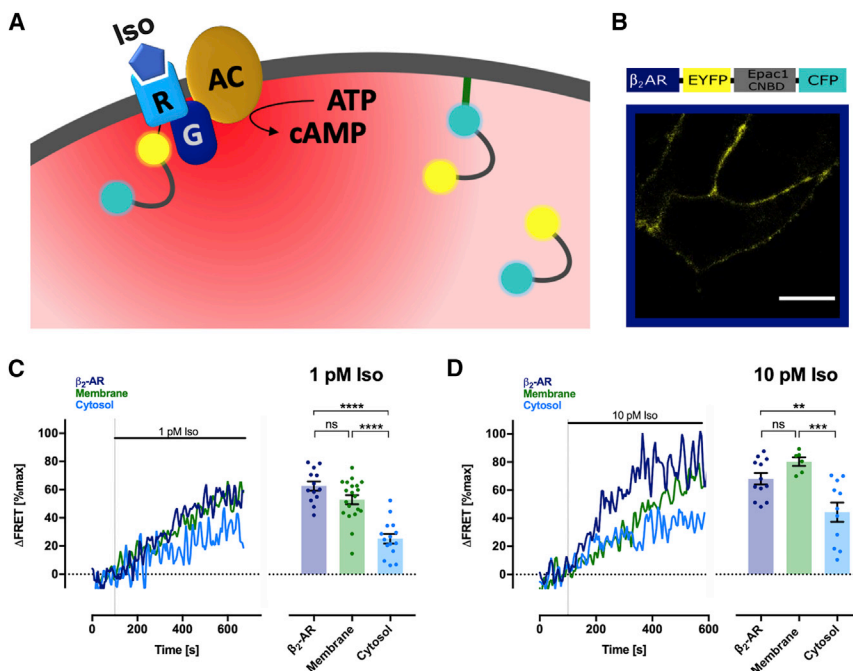 A
Iso
R
AC
G
ATP
cAMP
B
β₂AR EYFP Epac1 CNBD CFP
C
1 pM Iso
β₂-AR
Membrane
Cytosol
1 pM Iso
ΔFRET [%max]
100
80
60
40
20
0
0 200 400 600
Time [s]
****
ns ****
β₂-AR
Membrane
Cytosol
D
10 pM Iso
β₂-AR
Membrane
Cytosol
10 pM Iso
ΔFRET [%max]
100
80
60
40
20
0
0 200 400 600
Time [s]
**
ns ***
β₂-AR
Membrane
Cytosol